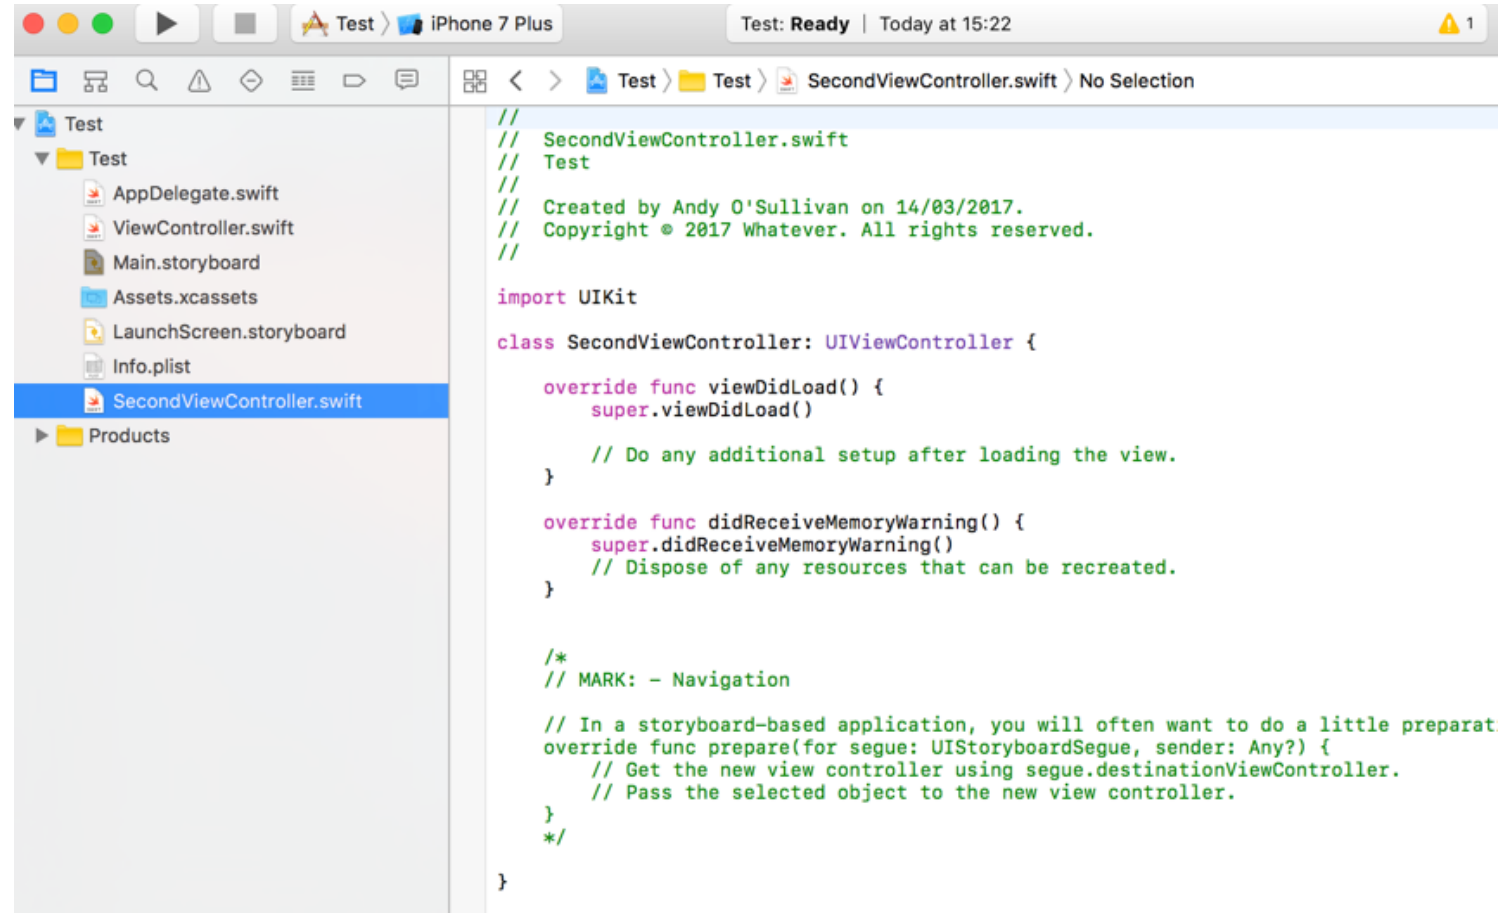 Test 〉 iPhone 7 Plus
Test: Ready | Today at 15:22
1
Test 〉 Test 〉 SecondViewController.swift 〉 No Selection
Test
Test
AppDelegate.swift
ViewController.swift
Main.storyboard
Assets.xcassets
LaunchScreen.storyboard
Info.plist
SecondViewController.swift
Products
//
//  SecondViewController.swift
//  Test
//
//  Created by Andy O'Sullivan on 14/03/2017.
//  Copyright © 2017 Whatever. All rights reserved.
//
import UIKit
class SecondViewController: UIViewController {
    override func viewDidLoad() {
        super.viewDidLoad()
        // Do any additional setup after loading the view.
    }
    override func didReceiveMemoryWarning() {
        super.didReceiveMemoryWarning()
        // Dispose of any resources that can be recreated.
    }
    /*
    // MARK: - Navigation
    // In a storyboard-based application, you will often want to do a little preparat
    override func prepare(for segue: UIStoryboardSegue, sender: Any?) {
        // Get the new view controller using segue.destinationViewController.
        // Pass the selected object to the new view controller.
    }
    */
}